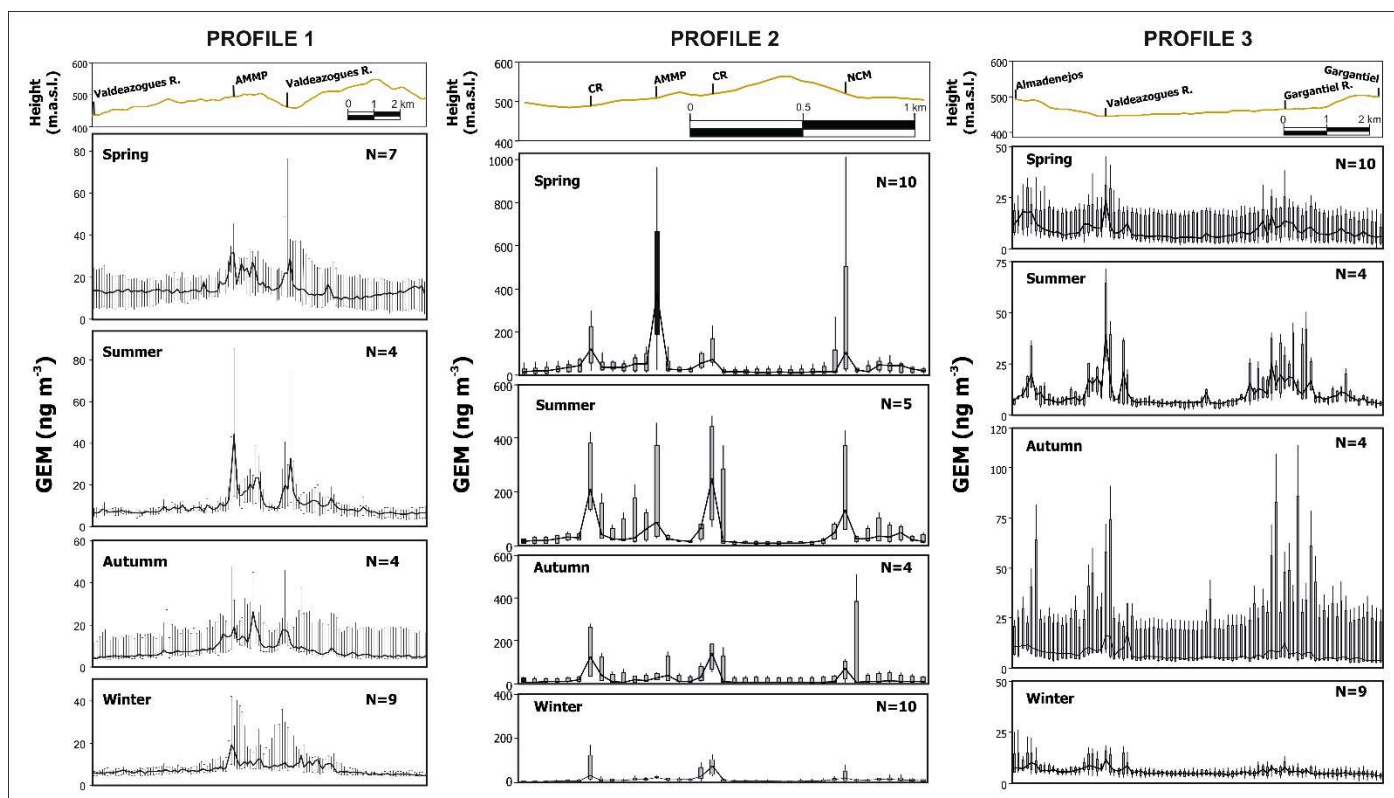 PROFILE 1
Height
(m.a.s.l.)
600
500
400
Valdeazogues R.
AMMP
Valdeazogues R.
0 1 2 km
GEM (ng m-3)
Spring
N=7
80
60
40
20
0
Summer
N=4
80
60
40
20
0
Autumm
N=4
60
40
20
0
Winter
N=9
60
40
20
0
PROFILE 2
Height
(m.a.s.l.)
600
500
400
CR
AMMP
CR
NCM
0 0.5 1 km
GEM (ng m-3)
Spring
N=10
1000
800
600
400
200
0
Summer
N=5
600
400
200
0
Autumn
N=4
600
400
200
0
Winter
N=10
400
200
0
PROFILE 3
Height
(m.a.s.l.)
600
500
400
Almadenejos
Valdeazogues R.
Gargantiel R.
Gargantiel
0 1 2 km
GEM (ng m-3)
Spring
N=10
50
25
0
Summer
N=4
75
50
25
0
Autumn
N=4
120
100
75
50
25
0
Winter
N=9
50
25
0